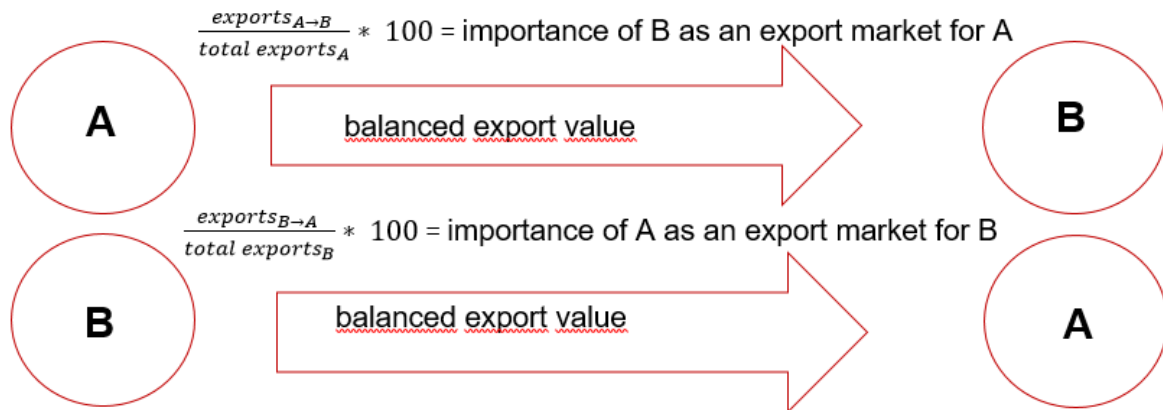 exports_{A→B} / total exports_A * 100 = importance of B as an export market for A
A
balanced export value
B
exports_{B→A} / total exports_B * 100 = importance of A as an export market for B
B
balanced export value
A